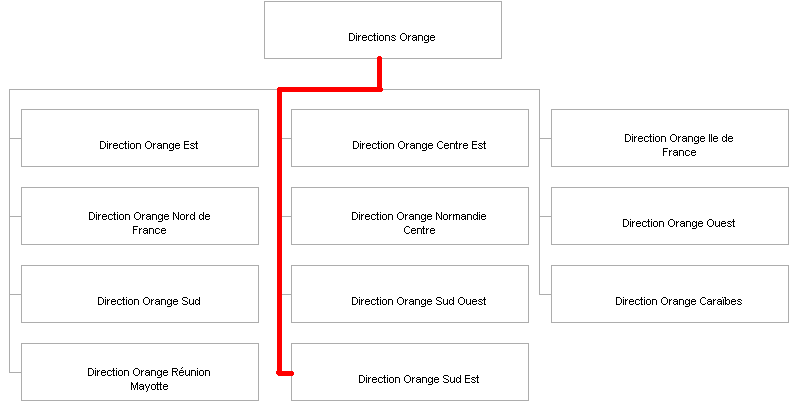 Directions Orange
Direction Orange Est
Direction Orange Centre Est
Direction Orange Ile de
France
Direction Orange Nord de
France
Direction Orange Normandie
Centre
Direction Orange Ouest
Direction Orange Sud
Direction Orange Sud Ouest
Direction Orange Caraïbes
Direction Orange Réunion
Mayotte
Direction Orange Sud Est